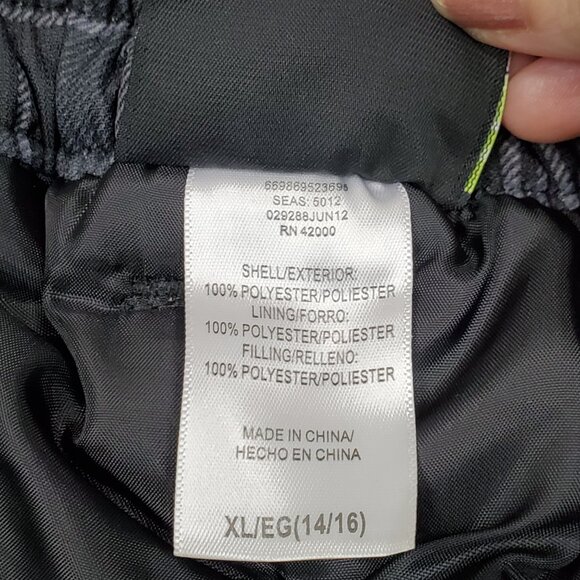 669869523698
SEAS: 5012
029288JUN12
RN 42000
SHELL/EXTERIOR:
100% POLYESTER/POLIESTER
LINING/FORRO:
100% POLYESTER/POLIESTER
FILLING/RELLENO:
100% POLYESTER/POLIESTER
MADE IN CHINA/
HECHO EN CHINA
XL/EG(14/16)